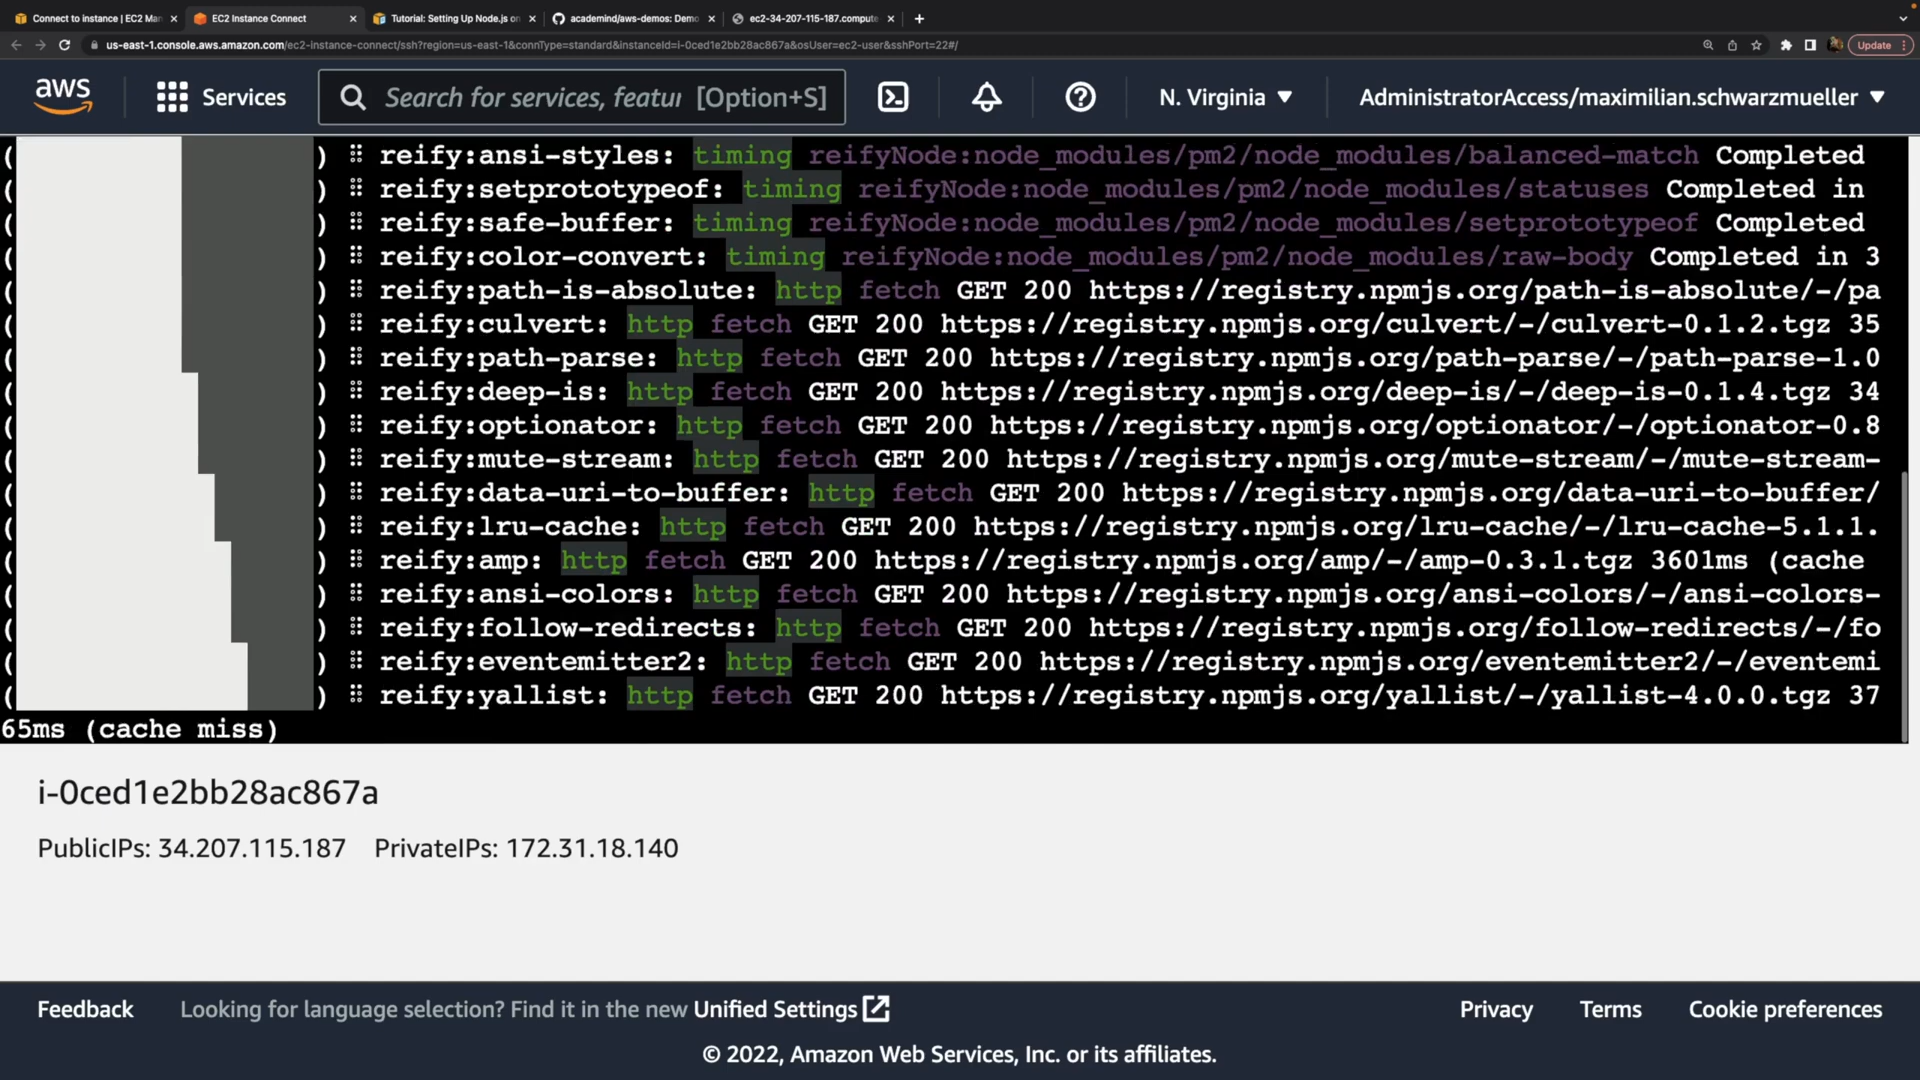 Connect to instance | EC2 Man
EC2 Instance Connect
Tutorial: Setting Up Node.js on
academind/aws-demos: Demo
ec2-34-207-115-187.compute
us-east-1.console.aws.amazon.com/ec2-instance-connect/ssh?region=us-east-1&connType=standard&instanceId=i-0ced1e2bb28ac867a&osUser=ec2-user&sshPort=22#/
Update
aws
Services
Search for services, featur [Option+S]
N. Virginia
AdministratorAccess/maximilian.schwarzmueller
( ) ⠿ reify:ansi-styles: timing reifyNode:node_modules/pm2/node_modules/balanced-match Completed
( ) ⠿ reify:setprototypeof: timing reifyNode:node_modules/pm2/node_modules/statuses Completed in
( ) ⠿ reify:safe-buffer: timing reifyNode:node_modules/pm2/node_modules/setprototypeof Completed
( ) ⠿ reify:color-convert: timing reifyNode:node_modules/pm2/node_modules/raw-body Completed in 3
( ) ⠿ reify:path-is-absolute: http fetch GET 200 https://registry.npmjs.org/path-is-absolute/-/pa
( ) ⠿ reify:culvert: http fetch GET 200 https://registry.npmjs.org/culvert/-/culvert-0.1.2.tgz 35
( ) ⠿ reify:path-parse: http fetch GET 200 https://registry.npmjs.org/path-parse/-/path-parse-1.0
( ) ⠿ reify:deep-is: http fetch GET 200 https://registry.npmjs.org/deep-is/-/deep-is-0.1.4.tgz 34
( ) ⠿ reify:optionator: http fetch GET 200 https://registry.npmjs.org/optionator/-/optionator-0.8
( ) ⠿ reify:mute-stream: http fetch GET 200 https://registry.npmjs.org/mute-stream/-/mute-stream-
( ) ⠿ reify:data-uri-to-buffer: http fetch GET 200 https://registry.npmjs.org/data-uri-to-buffer/
( ) ⠿ reify:lru-cache: http fetch GET 200 https://registry.npmjs.org/lru-cache/-/lru-cache-5.1.1.
( ) ⠿ reify:amp: http fetch GET 200 https://registry.npmjs.org/amp/-/amp-0.3.1.tgz 3601ms (cache
( ) ⠿ reify:ansi-colors: http fetch GET 200 https://registry.npmjs.org/ansi-colors/-/ansi-colors-
( ) ⠿ reify:follow-redirects: http fetch GET 200 https://registry.npmjs.org/follow-redirects/-/fo
( ) ⠿ reify:eventemitter2: http fetch GET 200 https://registry.npmjs.org/eventemitter2/-/eventemi
( ) ⠿ reify:yallist: http fetch GET 200 https://registry.npmjs.org/yallist/-/yallist-4.0.0.tgz 37
65ms (cache miss)
i-0ced1e2bb28ac867a
PublicIPs: 34.207.115.187 PrivateIPs: 172.31.18.140
Feedback
Looking for language selection? Find it in the new Unified Settings
Privacy
Terms
Cookie preferences
© 2022, Amazon Web Services, Inc. or its affiliates.